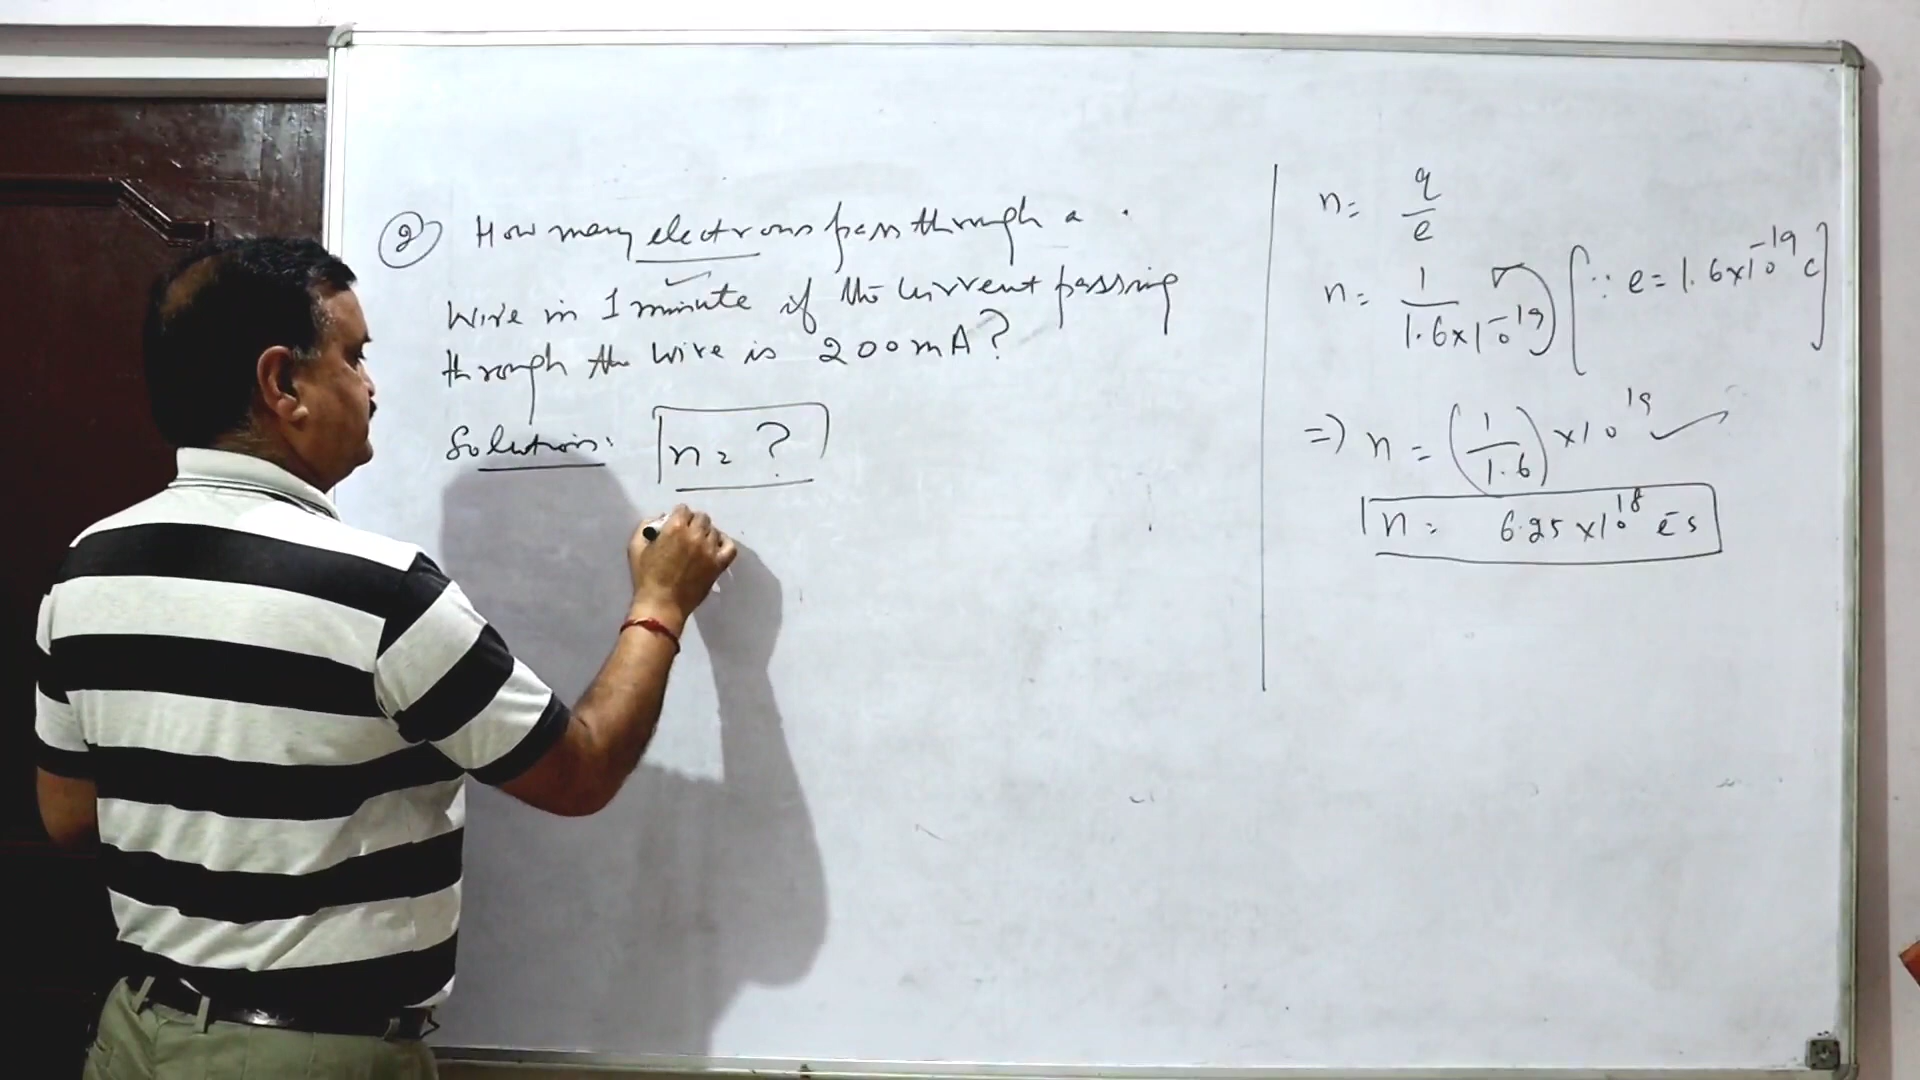 ② How many electrons pass through a
wire in 1 minute if the current passing
through the wire is 200mA?
Solution: n = ?
n = q/e
n = 1/1.6×10⁻¹⁹ [∵ e = 1.6×10⁻¹⁹ C]
⇒ n = (1/1.6) ×10¹⁹ ✓
n = 6.25 ×10¹⁸ e⁻s